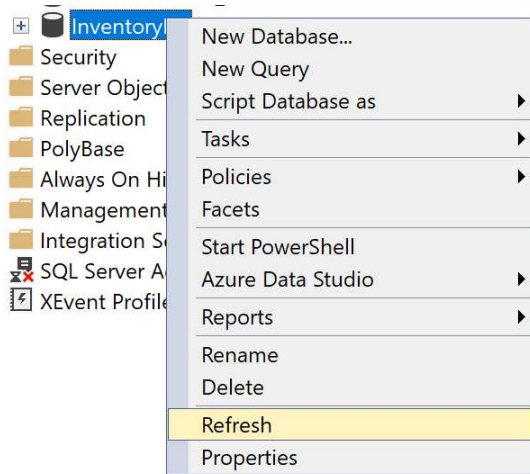 Inventory
Security
Server Object
Replication
PolyBase
Always On Hi
Management
Integration S
SQL Server A
XEvent Profile
New Database...
New Query
Script Database as
Tasks
Policies
Facets
Start PowerShell
Azure Data Studio
Reports
Rename
Delete
Refresh
Properties